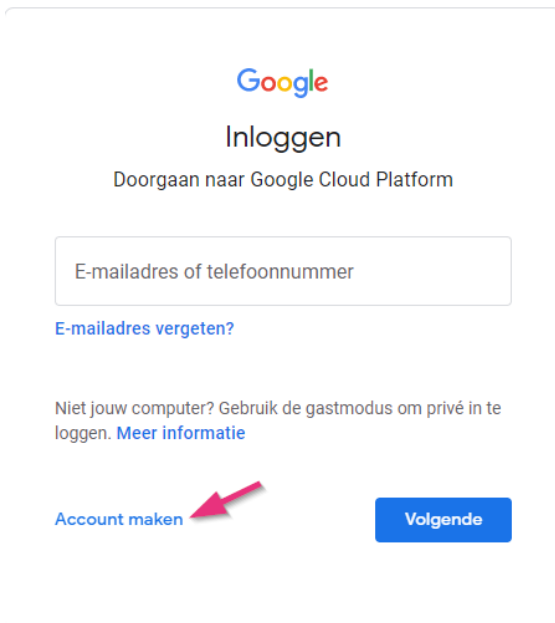 Google
Inloggen
Doorgaan naar Google Cloud Platform
E-mailadres of telefoonnummer
E-mailadres vergeten?
Niet jouw computer? Gebruik de gastmodus om privé in te
loggen. Meer informatie
Account maken
Volgende